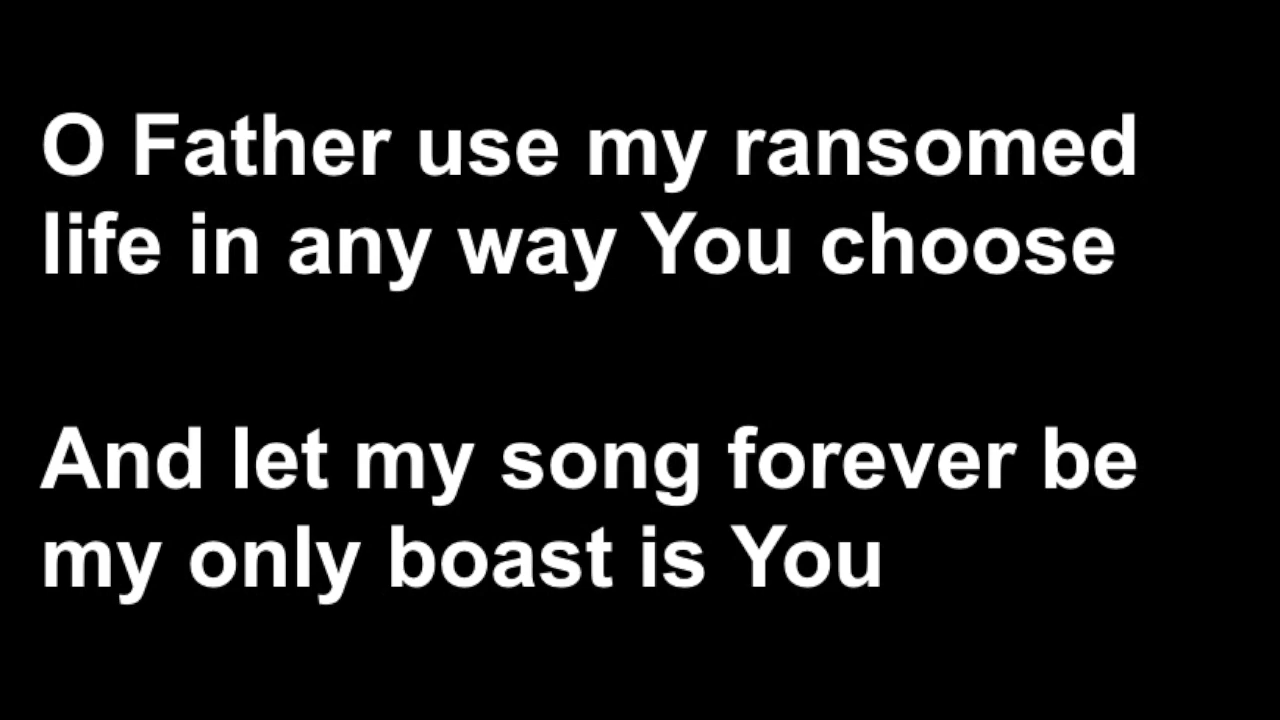 O Father use my ransomed
life in any way You choose
And let my song forever be
my only boast is You